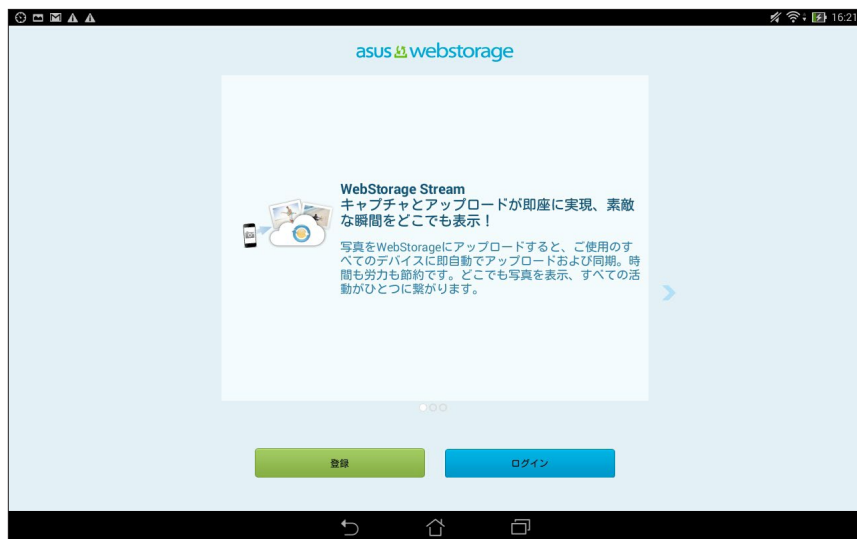 16:21
asus webstorage
WebStorage Stream
キャプチャとアップロードが即座に実現、素敵
な瞬間をどこでも表示！
写真をWebStorageにアップロードすると、ご使用のす
べてのデバイスに即自動でアップロードおよび同期。時
間も労力も節約です。どこでも写真を表示、すべての活
動がひとつに繋がります。
登録
ログイン